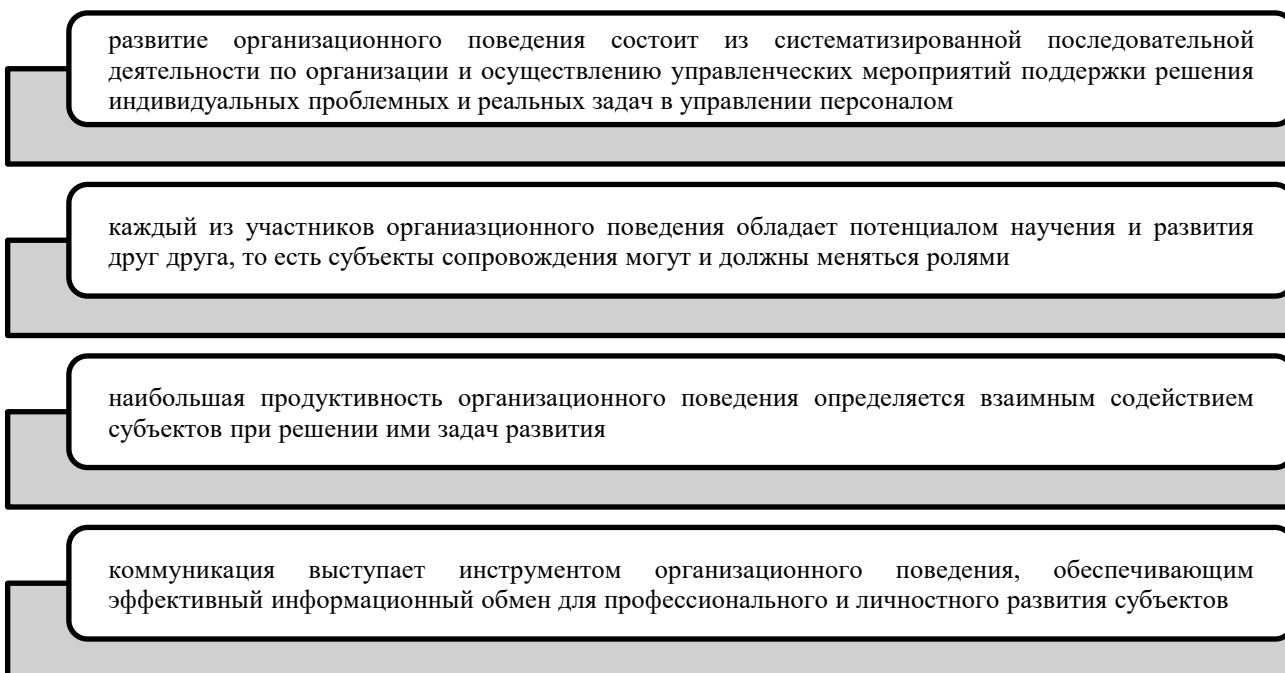 развитие организационного поведения состоит из систематизированной последовательной
деятельности по организации и осуществлению управленческих мероприятий поддержки решения
индивидуальных проблемных и реальных задач в управлении персоналом
каждый из участников органиазционного поведения обладает потенциалом научения и развития
друг друга, то есть субъекты сопровождения могут и должны меняться ролями
наибольшая продуктивность организационного поведения определяется взаимным содействием
субъектов при решении ими задач развития
коммуникация выступает инструментом организационного поведения, обеспечивающим
эффективный информационный обмен для профессионального и личностного развития субъектов